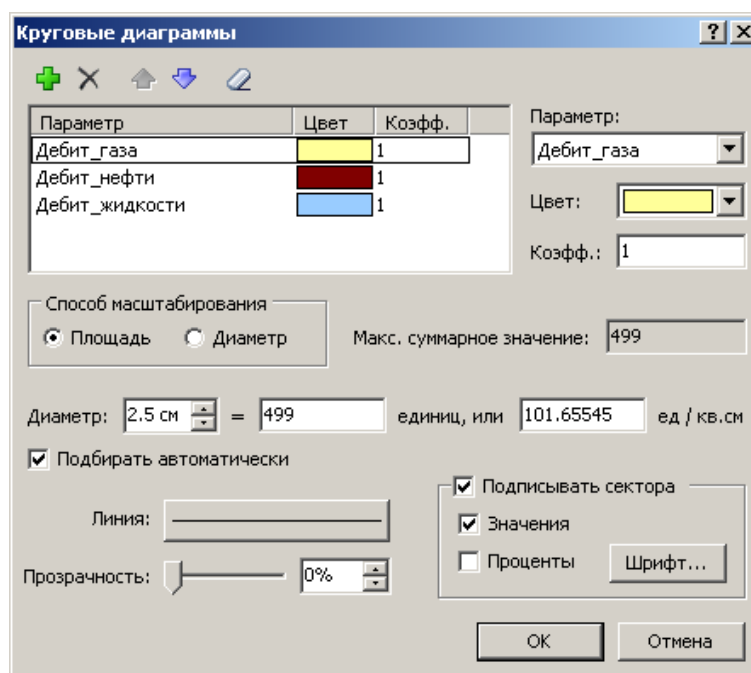 Круговые диаграммы
Параметр Цвет Коэфф.
Дебит_газа 1
Дебит_нефти 1
Дебит_жидкости 1
Параметр:
Дебит_газа
Цвет:
Коэфф.: 1
Способ масштабирования
Площадь Диаметр
Макс. суммарное значение: 499
Диаметр: 2.5 см = 499 единиц, или 101.65545 ед / кв.см
Подбирать автоматически
Линия:
Прозрачность: 0%
Подписывать сектора
Значения
Проценты Шрифт...
OK Отмена